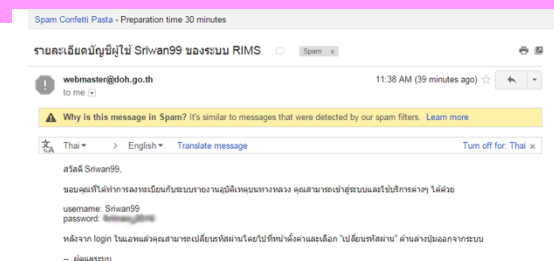 Spam Confetti Pasta - Preparation time 30 minutes
รายละเอียดบัญชีผู้ใช้ Sriwan99 ของระบบ RIMS Spam x
webmaster@doh.go.th 11:38 AM (39 minutes ago)
to me
Why is this message in Spam? It's similar to messages that were detected by our spam filters. Learn more
Thai > English Translate message Turn off for: Thai x
สวัสดี Sriwan99,
ขอบคุณที่ได้ทำการลงทะเบียนกับระบบรายงานอุบัติเหตุบนทางหลวง คุณสามารถเข้าสู่ระบบและใช้บริการต่างๆ ได้ด้วย
username: Sriwan99
password:
หลังจาก login ในแอพแล้วคุณสามารถเปลี่ยนรหัสผ่านโดยไปที่หน้าตั้งค่าและเลือก "เปลี่ยนรหัสผ่าน" ด้านล่างปุ่มออกจากระบบ
-- ผู้ดูแลระบบ